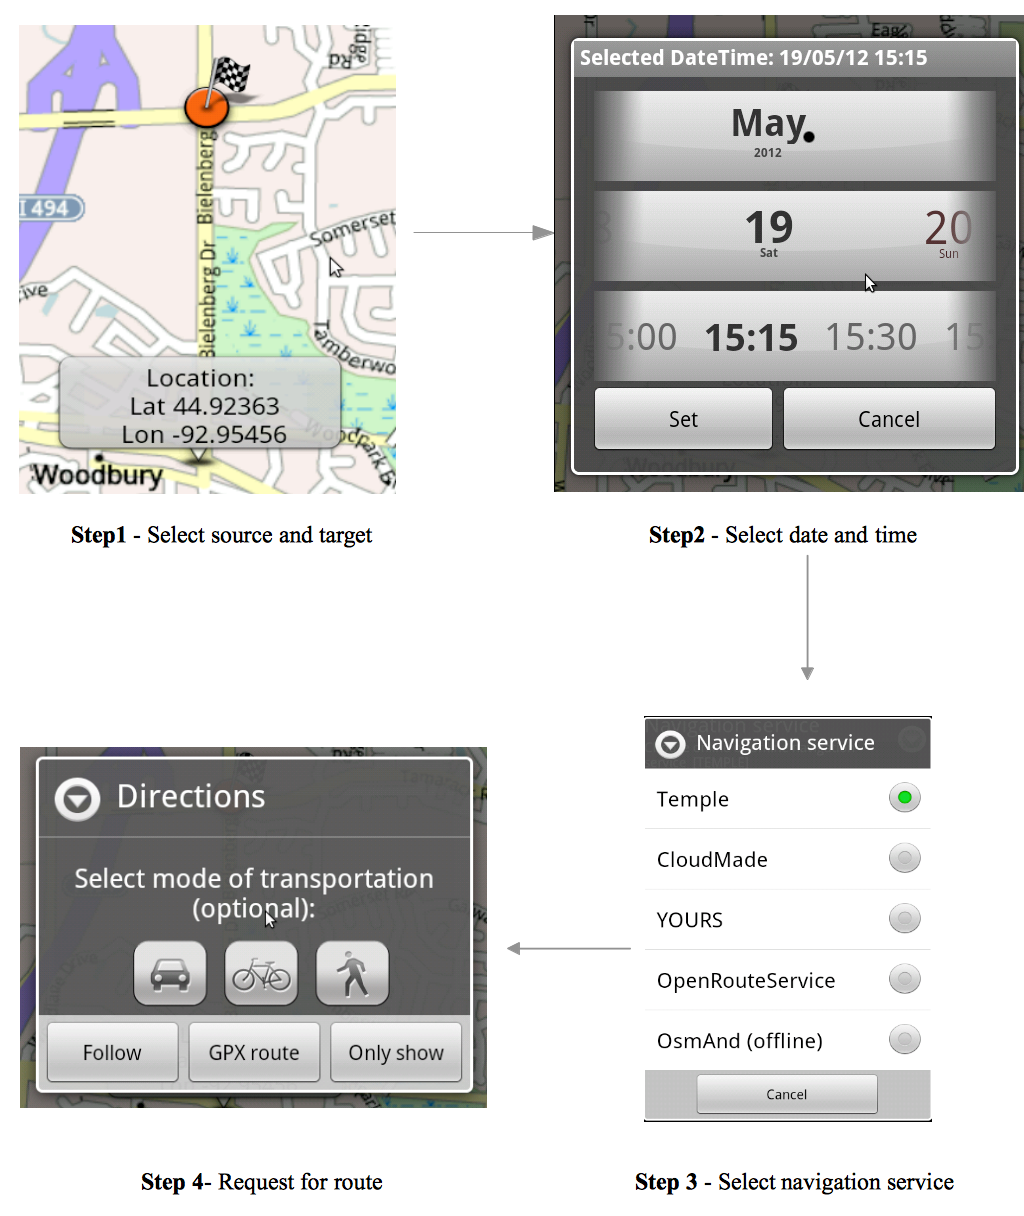 Bielenberg
I 494
Bielenberg Dr
Somerset
Tamberwo
Location:
Lat 44.92363
Lon -92.95456
Woodpark
Woodbury
Step1 - Select source and target
Selected DateTime: 19/05/12 15:15
May
2012
19
20
Sat
Sun
5:00 15:15 15:30 15:
Set
Cancel
Step2 - Select date and time
Navigation service
Temple
CloudMade
YOURS
OpenRouteService
OsmAnd (offline)
Cancel
Step 3 - Select navigation service
Directions
Select mode of transportation
(optional):
Follow
GPX route
Only show
Step 4- Request for route